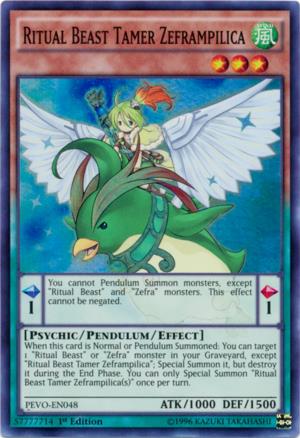 RITUAL BEAST TAMER ZEFRAMPILICA
風
You cannot Pendulum Summon monsters, except
"Ritual Beast" and "Zefra" monsters. This effect
cannot be negated.
1
1
[PSYCHIC/PENDULUM/EFFECT]
When this card is Normal or Pendulum Summoned: You can target
1 "Ritual Beast" or "Zefra" monster in your Graveyard, except
"Ritual Beast Tamer Zeframpilica"; Special Summon it, but destroy
it during the End Phase. You can only Special Summon "Ritual
Beast Tamer Zeframpilica(s)" once per turn.
PEVO-EN048
ATK/1000 DEF/1500
57777714 1st Edition
©1996 KAZUKI TAKAHASHI